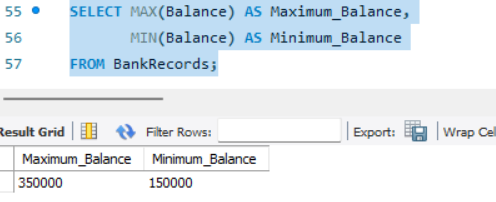 55 SELECT MAX(Balance) AS Maximum_Balance,
56 MIN(Balance) AS Minimum_Balance
57 FROM BankRecords;
Result Grid Filter Rows: Export: Wrap Cel
Maximum_Balance Minimum_Balance
350000 150000